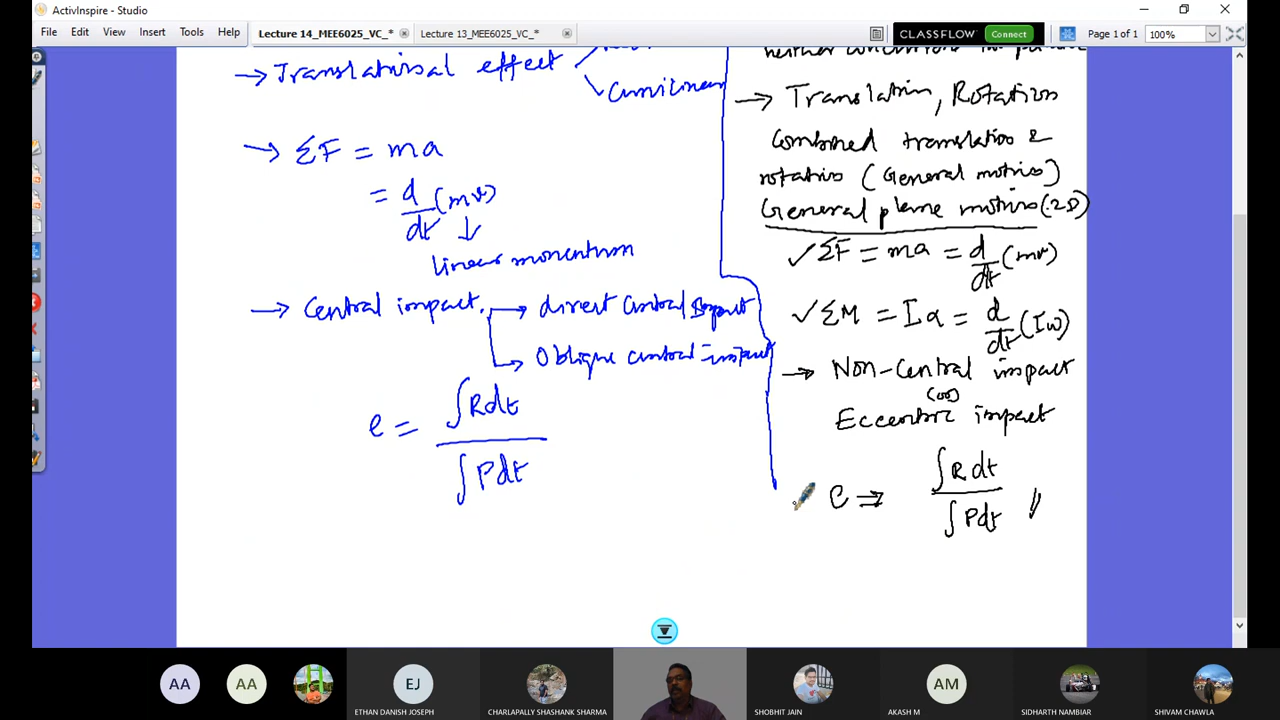 ActivInspire - Studio
File Edit View Insert Tools Help
Lecture 14_MEE6025_VC_*
Lecture 13_MEE6025_VC_*
CLASSFLOW Connect
Page 1 of 1
100%
→ Translational effect
Curvilinear
→ ΣF = ma
= d/dt (mv)
↓
linear momentum
→ Central impact. → direct Central Impact
→ Oblique central impact
e = ∫Rdt / ∫Pdt
neither
→ Translation, Rotation
Combined translation &
rotation (General motion)
General plane motion (2D)
✓ΣF = ma = d/dt (mv)
✓ΣM = Iα = d/dt (Iω)
→ Non-Central impact
(or)
Eccentric impact
e ⇒ ∫R dt / ∫Pdt //
AA
AA
EJ
ETHAN DANISH JOSEPH
CHARLAPALLY SHASHANK SHARMA
SHOBHIT JAIN
AM
AKASH M
SIDHARTH NAMBIAR
SHIVAM CHAWLA